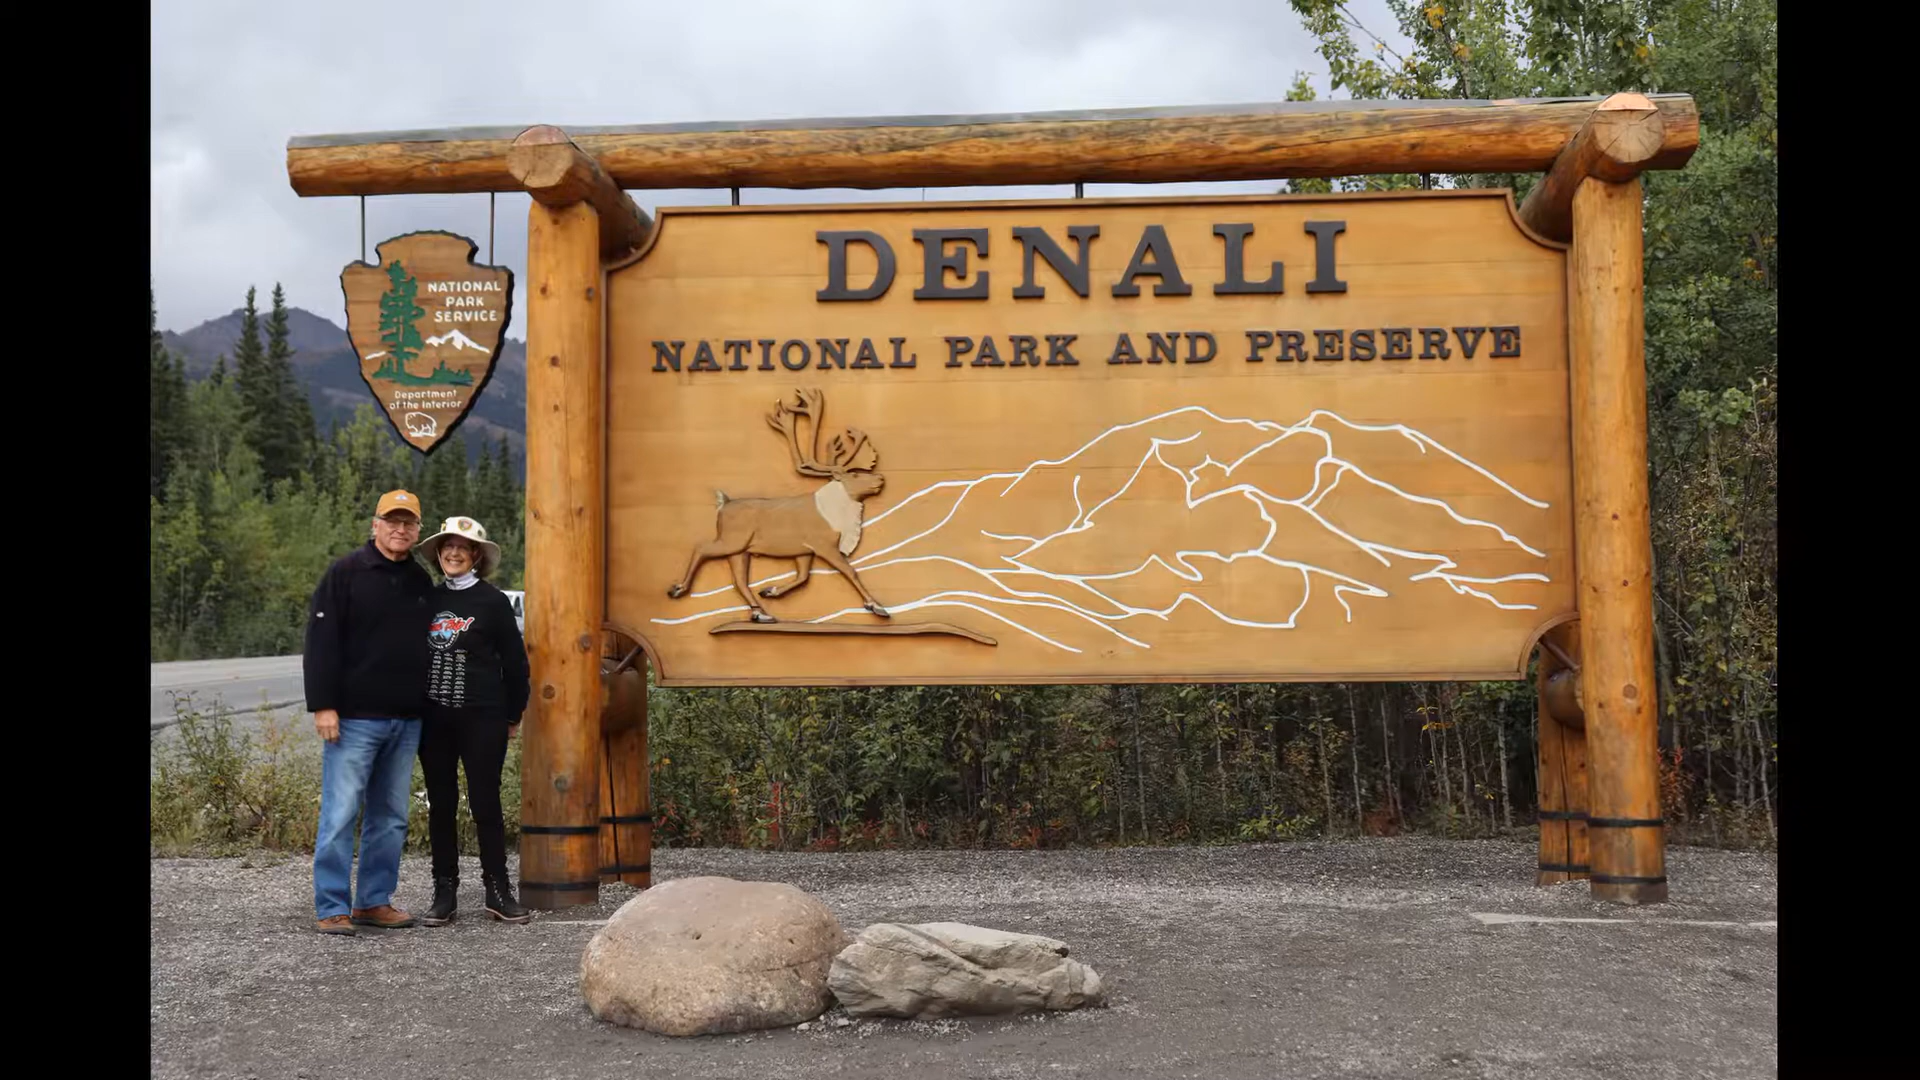 DENALI
NATIONAL PARK AND PRESERVE
NATIONAL
PARK
SERVICE
Department
of the Interior